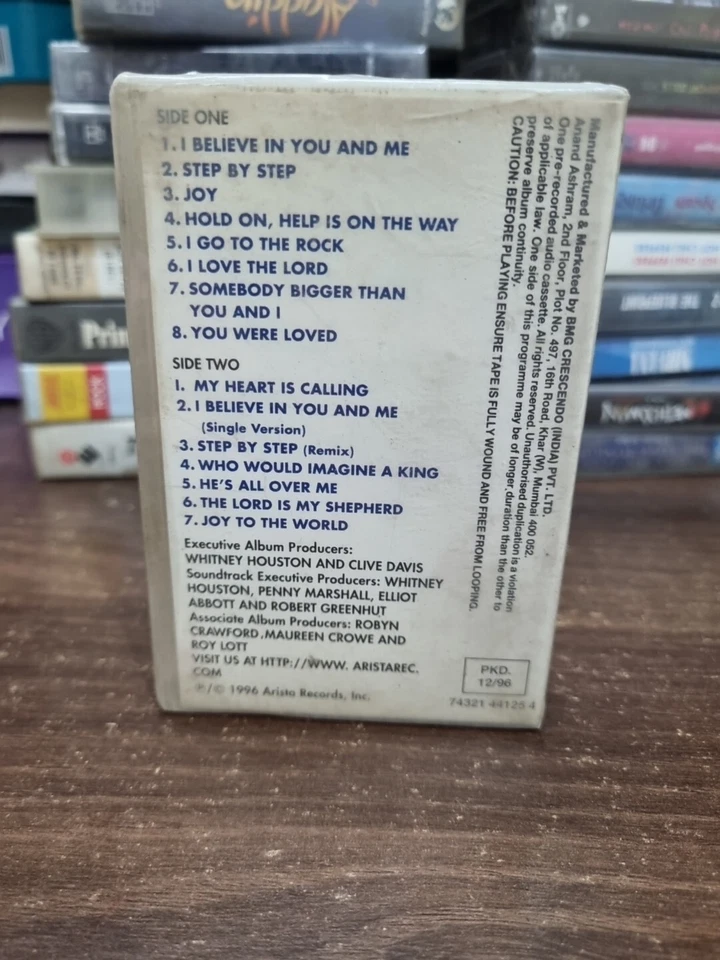 Aladdin
SIDE ONE
1. I BELIEVE IN YOU AND ME
2. STEP BY STEP
3. JOY
4. HOLD ON, HELP IS ON THE WAY
5. I GO TO THE ROCK
6. I LOVE THE LORD
7. SOMEBODY BIGGER THAN
YOU AND I
8. YOU WERE LOVED
SIDE TWO
1. MY HEART IS CALLING
2. I BELIEVE IN YOU AND ME
(Single Version)
3. STEP BY STEP (Remix)
4. WHO WOULD IMAGINE A KING
5. HE'S ALL OVER ME
6. THE LORD IS MY SHEPHERD
7. JOY TO THE WORLD
Executive Album Producers:
WHITNEY HOUSTON AND CLIVE DAVIS
Soundtrack Executive Producers: WHITNEY
HOUSTON, PENNY MARSHALL, ELLIOT
ABBOTT AND ROBERT GREENHUT
Associate Album Producers: ROBYN
CRAWFORD,MAUREEN CROWE AND
ROY LOTT
VISIT US AT HTTP://WWW. ARISTAREC.
COM
℗/© 1996 Arista Records, Inc.
Manufactured & Marketed by BMG CRESCENDO (INDIA) PVT. LTD.
Anand Ashram, 2nd Floor, Plot No. 497, 16th Road, Khar (W), Mumbai 400 052.
One pre-recorded audio cassette. All rights reserved. Unauthorised duplication is a violation
of applicable law. One side of this programme may be of longer duration than the other to
preserve album continuity.
CAUTION: BEFORE PLAYING ENSURE TAPE IS FULLY WOUND AND FREE FROM LOOPING.
PKD.
12/96
74321 44125 4